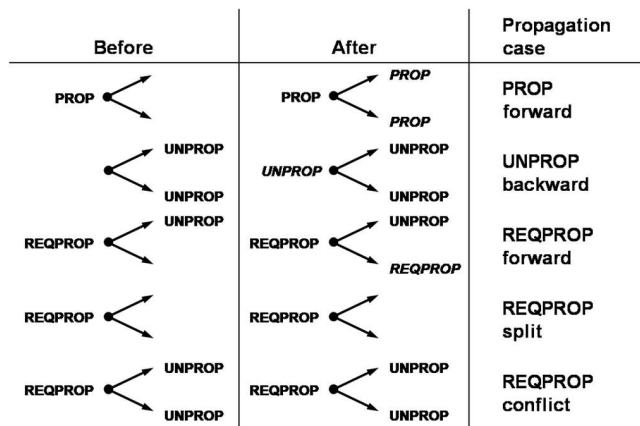 Before After Propagation
case
PROP PROP PROP PROP PROP
forward
UNPROP UNPROP UNPROP
UNPROP UNPROP UNPROP UNPROP
backward
REQPROP UNPROP REQPROP UNPROP REQPROP
REQPROP forward
REQPROP REQPROP REQPROP
split
REQPROP UNPROP REQPROP UNPROP REQPROP
UNPROP UNPROP conflict